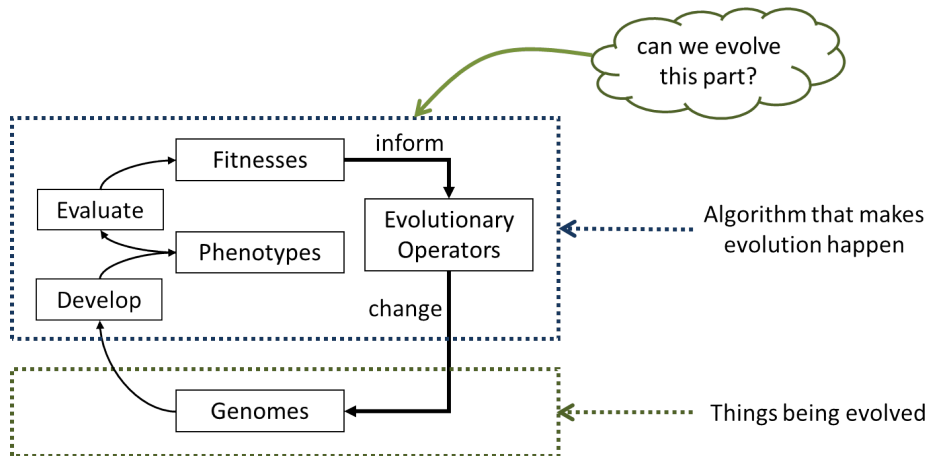 can we evolve
this part?
inform
Fitnesses
Evaluate
Evolutionary
Operators
Algorithm that makes
evolution happen
Phenotypes
Develop
change
Genomes
Things being evolved